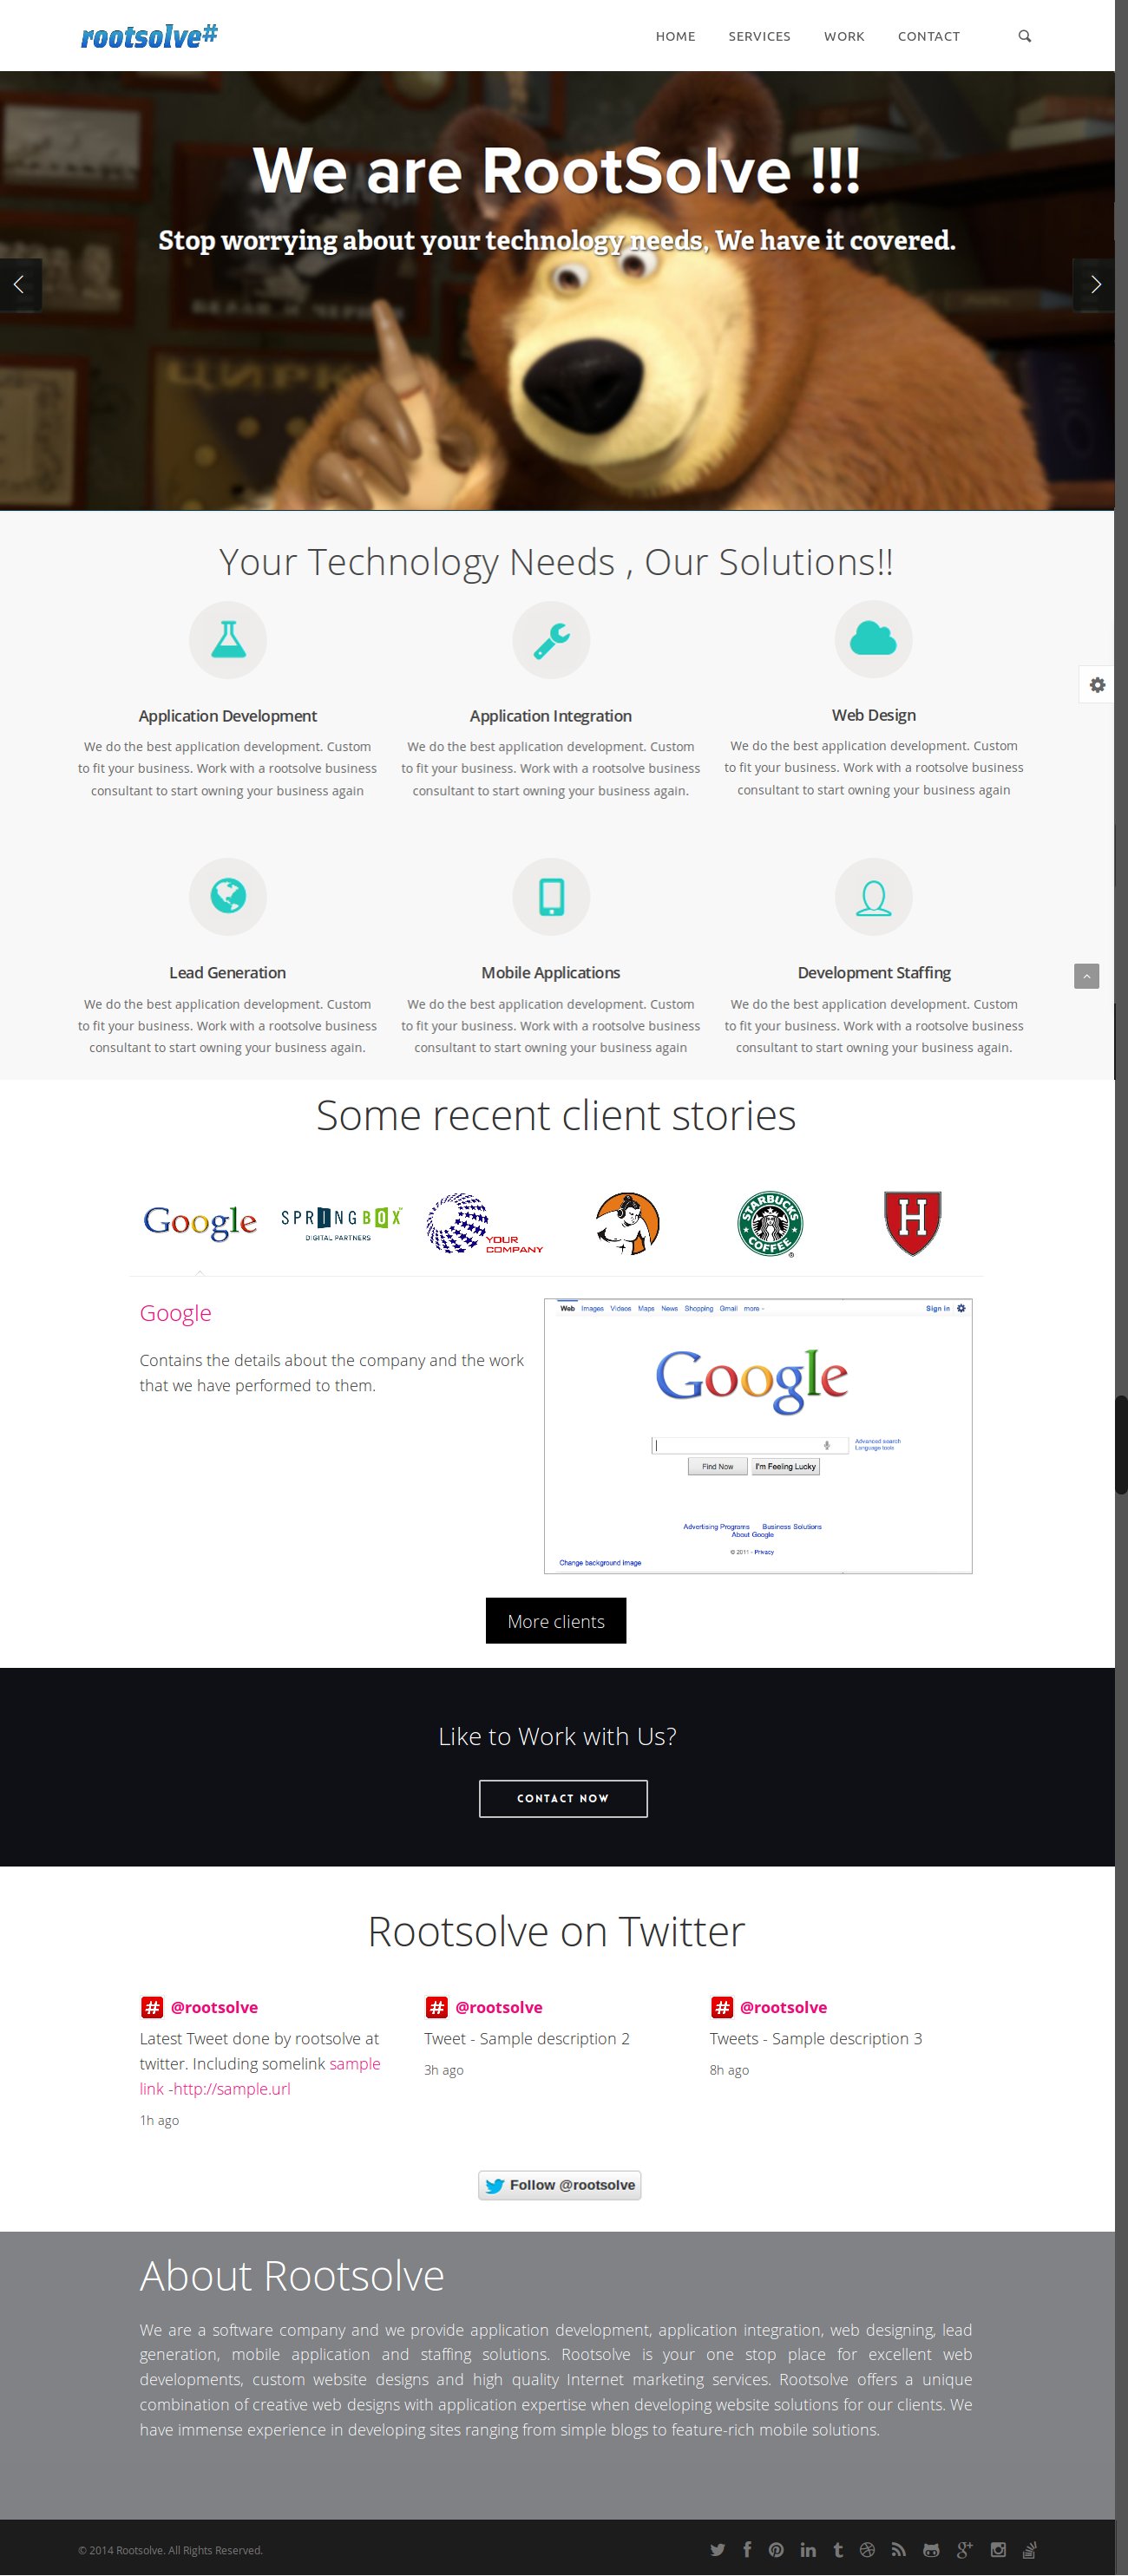 rootsolve#
HOME SERVICES WORK CONTACT
We are RootSolve !!!
Stop worrying about your technology needs, We have it covered.
ЦИРК
Your Technology Needs , Our Solutions!!
Application Development
We do the best application development. Custom
to fit your business. Work with a rootsolve business
consultant to start owning your business again
Application Integration
We do the best application development. Custom
to fit your business. Work with a rootsolve business
consultant to start owning your business again.
Web Design
We do the best application development. Custom
to fit your business. Work with a rootsolve business
consultant to start owning your business again
Lead Generation
We do the best application development. Custom
to fit your business. Work with a rootsolve business
consultant to start owning your business again.
Mobile Applications
We do the best application development. Custom
to fit your business. Work with a rootsolve business
consultant to start owning your business again
Development Staffing
We do the best application development. Custom
to fit your business. Work with a rootsolve business
consultant to start owning your business again.
Some recent client stories
Google
SPRINGBOX™
DIGITAL PARTNERS
YOUR
COMPANY
STARBUCKS
COFFEE ®
H
Google
Contains the details about the company and the work
that we have performed to them.
Web Images Videos Maps News Shopping Gmail more - Sign in
Google
Advanced search
Language tools
Find Now I'm Feeling Lucky
Advertising Programs Business Solutions
About Google
© 2011 - Privacy
Change background image
More clients
Like to Work with Us?
CONTACT NOW
Rootsolve on Twitter
# @rootsolve
Latest Tweet done by rootsolve at
twitter. Including somelink sample
link -http://sample.url
1h ago
# @rootsolve
Tweet - Sample description 2
3h ago
# @rootsolve
Tweets - Sample description 3
8h ago
Follow @rootsolve
About Rootsolve
We are a software company and we provide application development, application integration, web designing, lead
generation, mobile application and staffing solutions. Rootsolve is your one stop place for excellent web
developments, custom website designs and high quality Internet marketing services. Rootsolve offers a unique
combination of creative web designs with application expertise when developing website solutions for our clients. We
have immense experience in developing sites ranging from simple blogs to feature-rich mobile solutions.
© 2014 Rootsolve. All Rights Reserved.